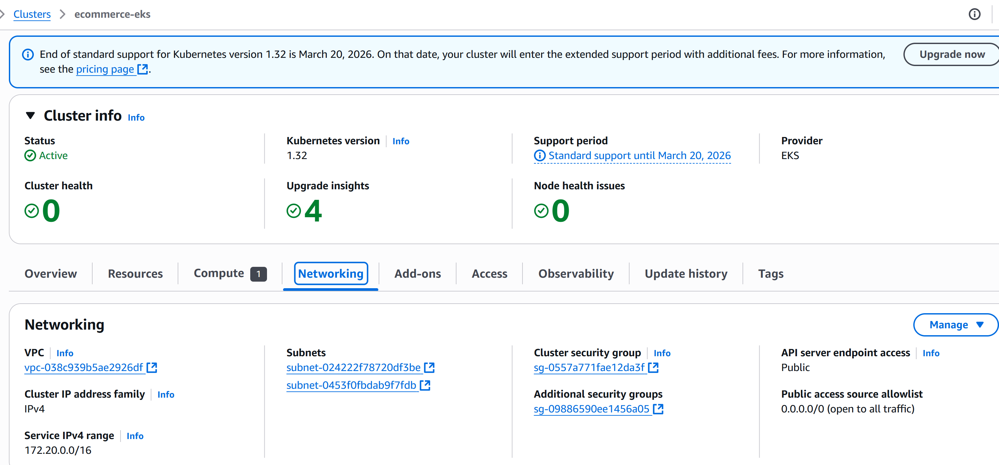 Clusters
ecommerce-eks
End of standard support for Kubernetes version 1.32 is March 20, 2026. On that date, your cluster will enter the extended support period with additional fees. For more information,
see the pricing page.
Upgrade now
Cluster info Info
Status
Active
Kubernetes version Info
1.32
Support period
Standard support until March 20, 2026
Provider
EKS
Cluster health
0
Upgrade insights
4
Node health issues
0
Overview Resources Compute 1 Networking Add-ons Access Observability Update history Tags
Networking
Manage
VPC Info
vpc-038c939b5ae2926df
Cluster IP address family Info
IPv4
Service IPv4 range Info
172.20.0.0/16
Subnets
subnet-024222f78720df3be
subnet-0453f0fbdab9f7fdb
Cluster security group Info
sg-0557a771fae12da3f
Additional security groups
sg-09886590ee1456a05
API server endpoint access Info
Public
Public access source allowlist
0.0.0.0/0 (open to all traffic)